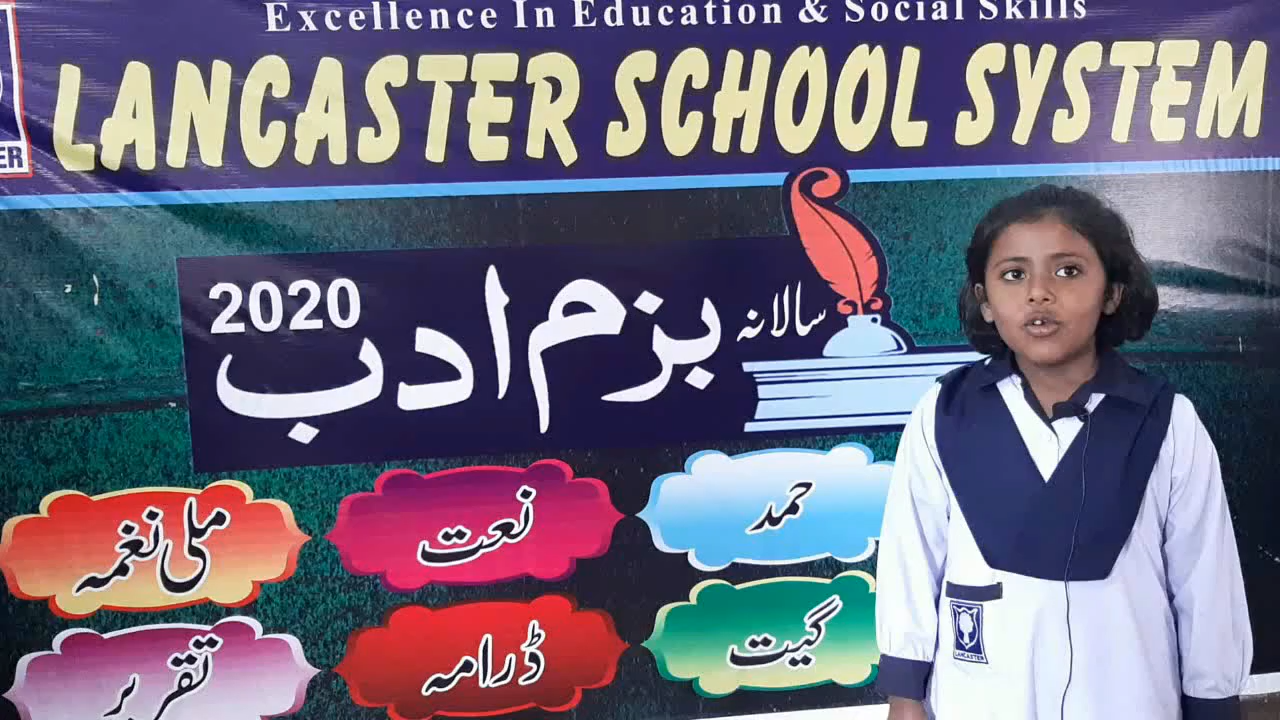 Excellence In Education & Social Skills
LANCASTER SCHOOL SYSTEM
سالانہ
بزم ادب
2020
حمد
نعت
ملی نغمہ
گیت
ڈرامہ
تقریر
LANCASTER